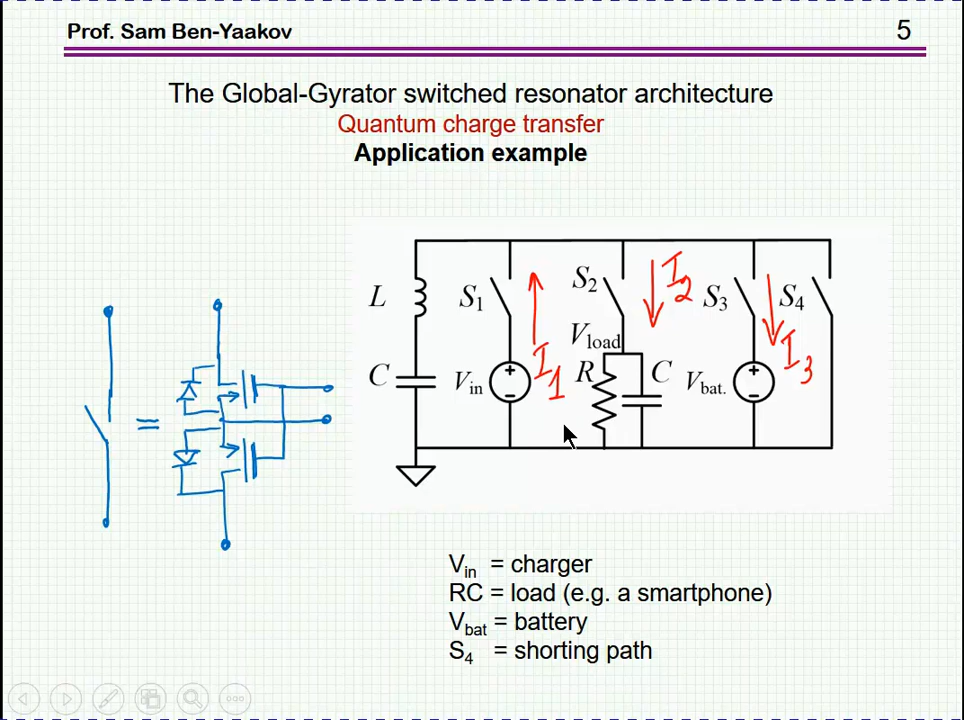 Prof. Sam Ben-Yaakov
5
The Global-Gyrator switched resonator architecture
Quantum charge transfer
Application example
L
S1
S2
S3
S4
I1
I2
I3
C
Vin
Vload
R
C
Vbat.
=
Vin = charger
RC = load (e.g. a smartphone)
Vbat = battery
S4 = shorting path